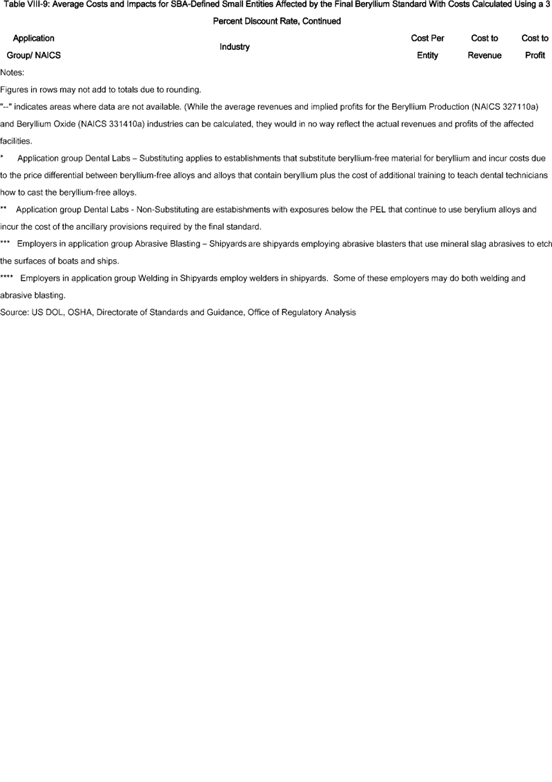 Table VIII-9: Average Costs and Impacts for SBA-Defined Small Entities Affected by the Final Beryllium Standard With Costs Calculated Using a 3
Percent Discount Rate, Continued
Application Cost Per Cost to Cost to
Industry
Group/ NAICS Entity Revenue Profit
Notes:
Figures in rows may not add to totals due to rounding.
"--" indicates areas where data are not available. (While the average revenues and implied profits for the Beryllium Production (NAICS 327110a)
and Beryllium Oxide (NAICS 331410a) industries can be calculated, they would in no way reflect the actual revenues and profits of the affected
facilities.
* Application group Dental Labs – Substituting applies to establishments that substitute beryllium-free material for beryllium and incur costs due
to the price differential between beryllium-free alloys and alloys that contain beryllium plus the cost of additional training to teach dental technicians
how to cast the beryllium-free alloys.
** Application group Dental Labs - Non-Substituting are estabishments with exposures below the PEL that continue to use berylium alloys and
incur the cost of the ancillary provisions required by the final standard.
*** Employers in application group Abrasive Blasting – Shipyards are shipyards employing abrasive blasters that use mineral slag abrasives to etch
the surfaces of boats and ships.
**** Employers in application group Welding in Shipyards employ welders in shipyards. Some of these employers may do both welding and
abrasive blasting.
Source: US DOL, OSHA, Directorate of Standards and Guidance, Office of Regulatory Analysis